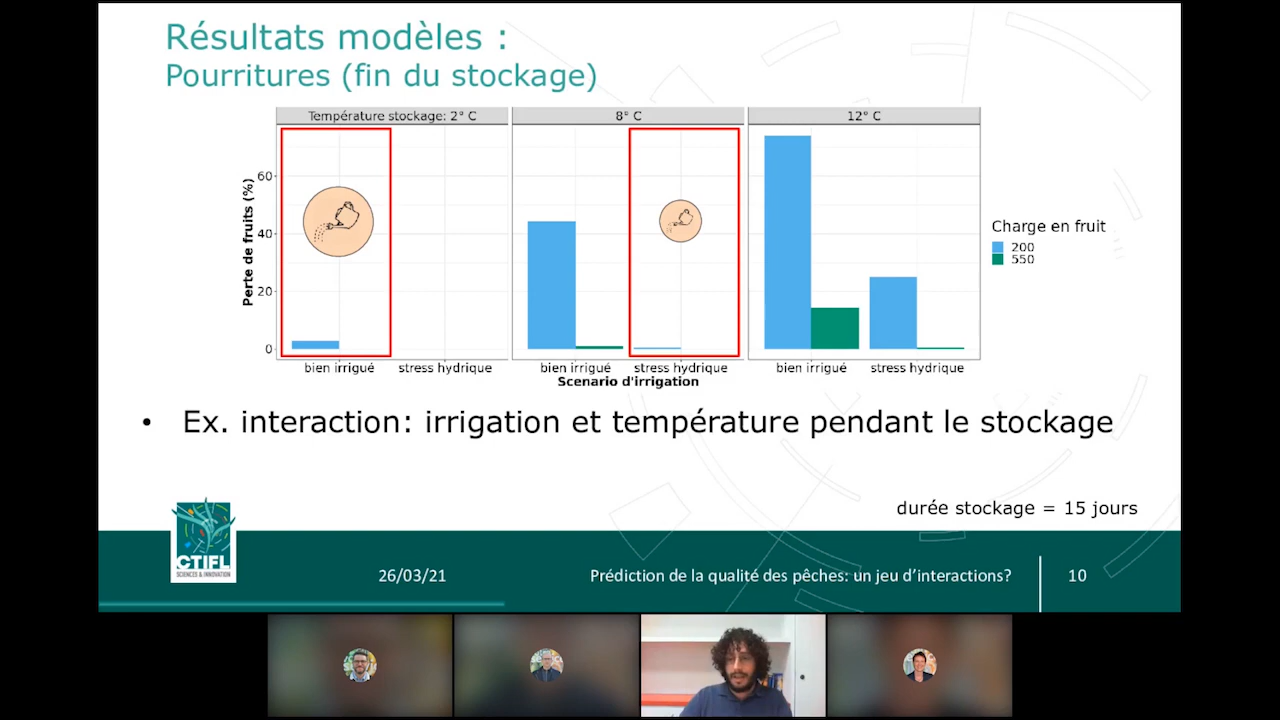 Résultats modèles :
Pourritures (fin du stockage)
Température stockage: 2° C
8° C
12° C
Perte de fruits (%)
60
40
20
0
bien irrigué
stress hydrique
bien irrigué
stress hydrique
bien irrigué
stress hydrique
Scenario d'irrigation
Charge en fruit
200
550
• Ex. interaction: irrigation et température pendant le stockage
durée stockage = 15 jours
CTIFL
SCIENCES & INNOVATION
26/03/21
Prédiction de la qualité des pêches: un jeu d'interactions?
10